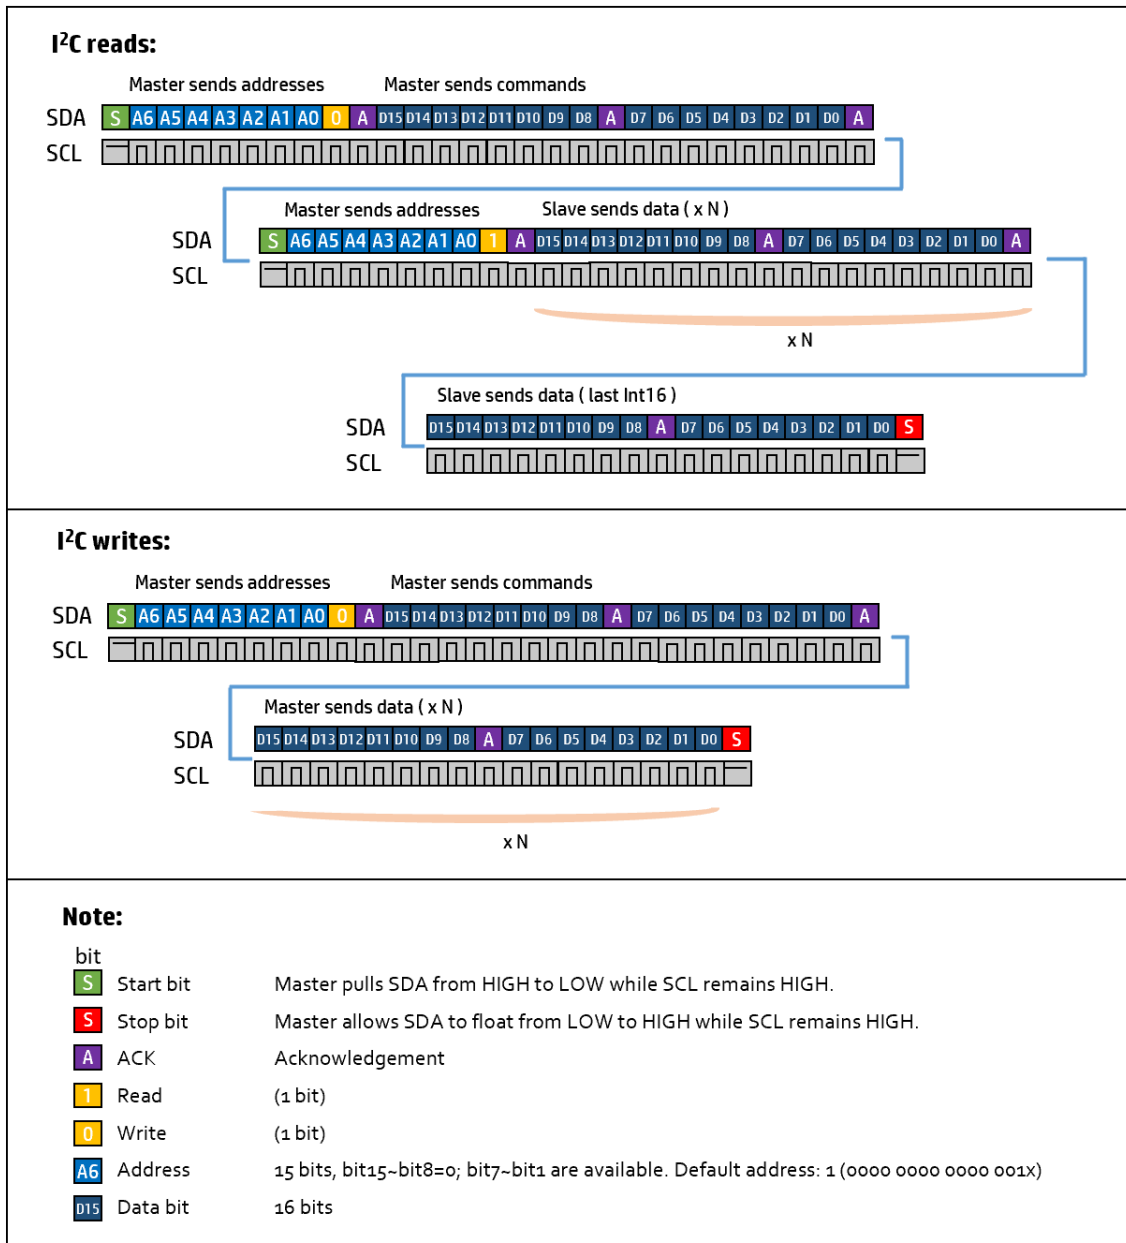 I²C reads:
Master sends addresses Master sends commands
SDA S A6 A5 A4 A3 A2 A1 A0 0 A D15 D14 D13 D12 D11 D10 D9 D8 A D7 D6 D5 D4 D3 D2 D1 D0 A
SCL
Master sends addresses Slave sends data ( x N )
SDA S A6 A5 A4 A3 A2 A1 A0 1 A D15 D14 D13 D12 D11 D10 D9 D8 A D7 D6 D5 D4 D3 D2 D1 D0 A
SCL
x N
Slave sends data ( last Int16 )
SDA D15 D14 D13 D12 D11 D10 D9 D8 A D7 D6 D5 D4 D3 D2 D1 D0 S
SCL
I²C writes:
Master sends addresses Master sends commands
SDA S A6 A5 A4 A3 A2 A1 A0 0 A D15 D14 D13 D12 D11 D10 D9 D8 A D7 D6 D5 D4 D3 D2 D1 D0 A
SCL
Master sends data ( x N )
SDA D15 D14 D13 D12 D11 D10 D9 D8 A D7 D6 D5 D4 D3 D2 D1 D0 S
SCL
x N
Note:
bit
S Start bit Master pulls SDA from HIGH to LOW while SCL remains HIGH.
S Stop bit Master allows SDA to float from LOW to HIGH while SCL remains HIGH.
A ACK Acknowledgement
1 Read (1 bit)
0 Write (1 bit)
A6 Address 15 bits, bit15~bit8=0; bit7~bit1 are available. Default address: 1 (0000 0000 0000 001x)
D15 Data bit 16 bits